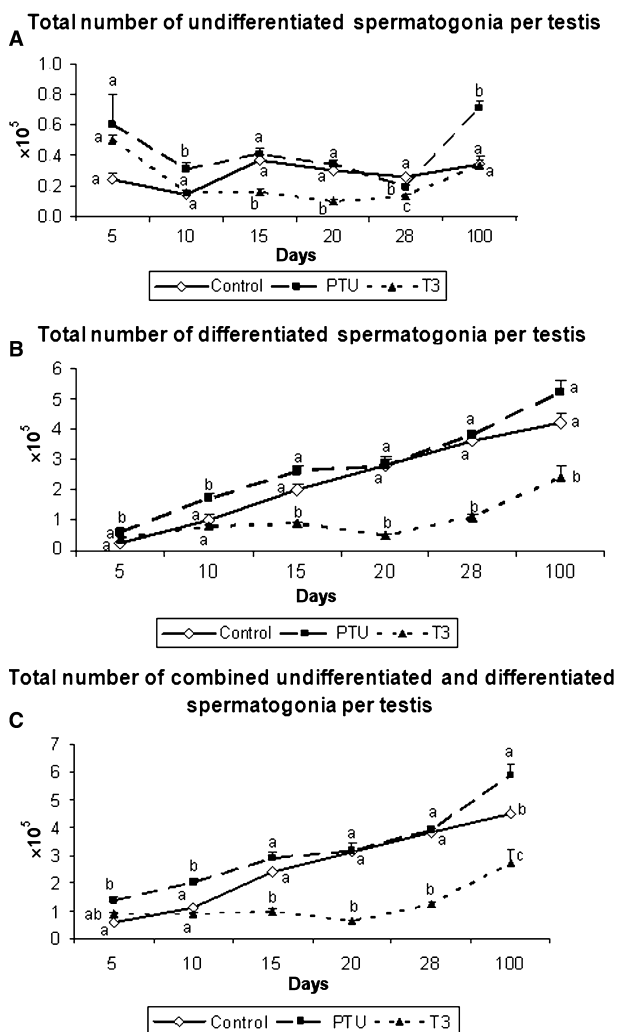 A
Total number of undifferentiated spermatogonia per testis
×10⁵
1.0
0.8
0.6
0.4
0.2
0.0
a
a
a
b
a
a
a
a
b
a
a
b
a
b
c
b
a
a
5 10 15 20 28 100
Days
Control PTU T3
B
Total number of differentiated spermatogonia per testis
×10⁵
6
5
4
3
2
1
0
b
a
a
b
a
a
a
a
b
a
a
b
a
a
b
a
a
b
5 10 15 20 28 100
Days
Control PTU T3
Total number of combined undifferentiated and differentiated
spermatogonia per testis
C
×10⁵
7
6
5
4
3
2
1
0
b
ab
a
b
a
a
a
a
b
a
a
b
a
a
b
a
b
c
5 10 15 20 28 100
Days
Control PTU T3